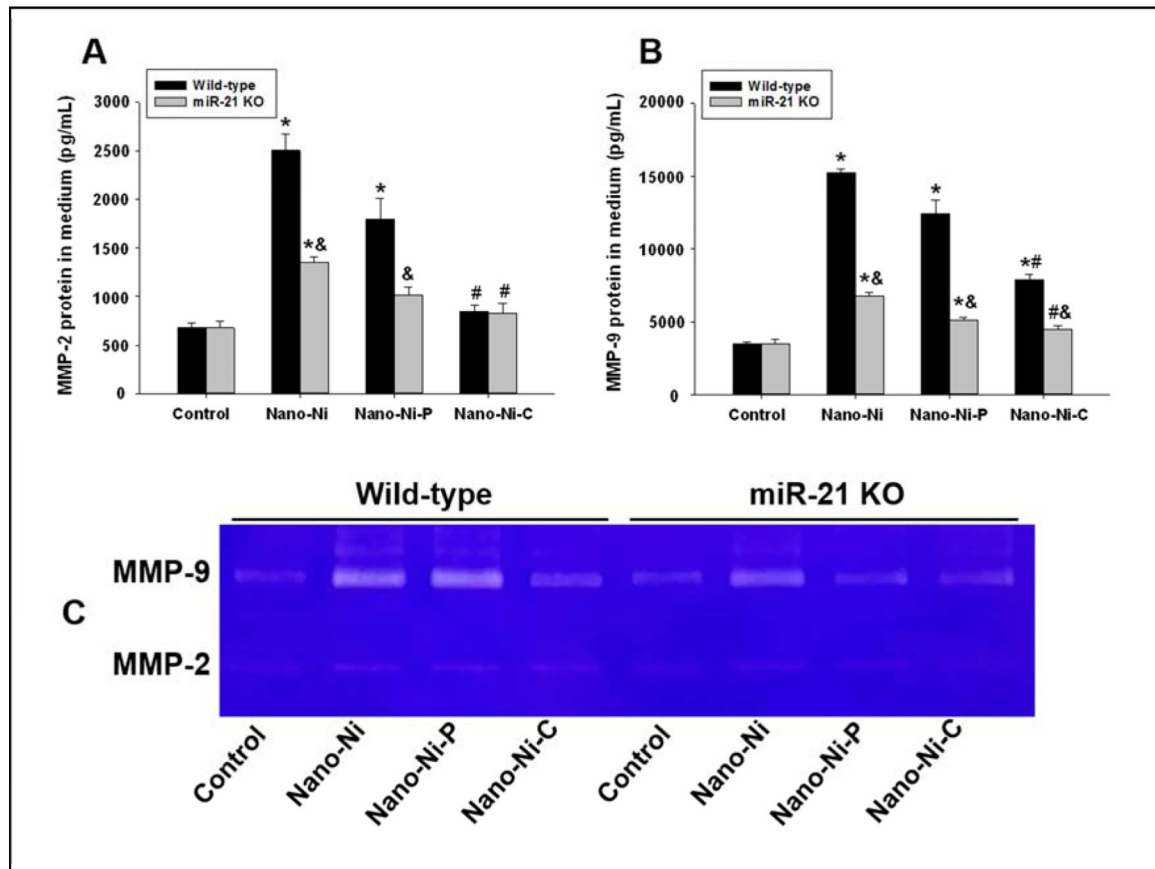 A
Wild-type
miR-21 KO
MMP-2 protein in medium (pg/mL)
3000
2500
2000
1500
1000
500
0
*
*&
*
&
#
#
Control Nano-Ni Nano-Ni-P Nano-Ni-C
B
Wild-type
miR-21 KO
MMP-9 protein in medium (pg/mL)
20000
15000
10000
5000
0
*
*&
*
*&
*#
#&
Control Nano-Ni Nano-Ni-P Nano-Ni-C
C
Wild-type miR-21 KO
MMP-9
MMP-2
Control Nano-Ni Nano-Ni-P Nano-Ni-C Control Nano-Ni Nano-Ni-P Nano-Ni-C